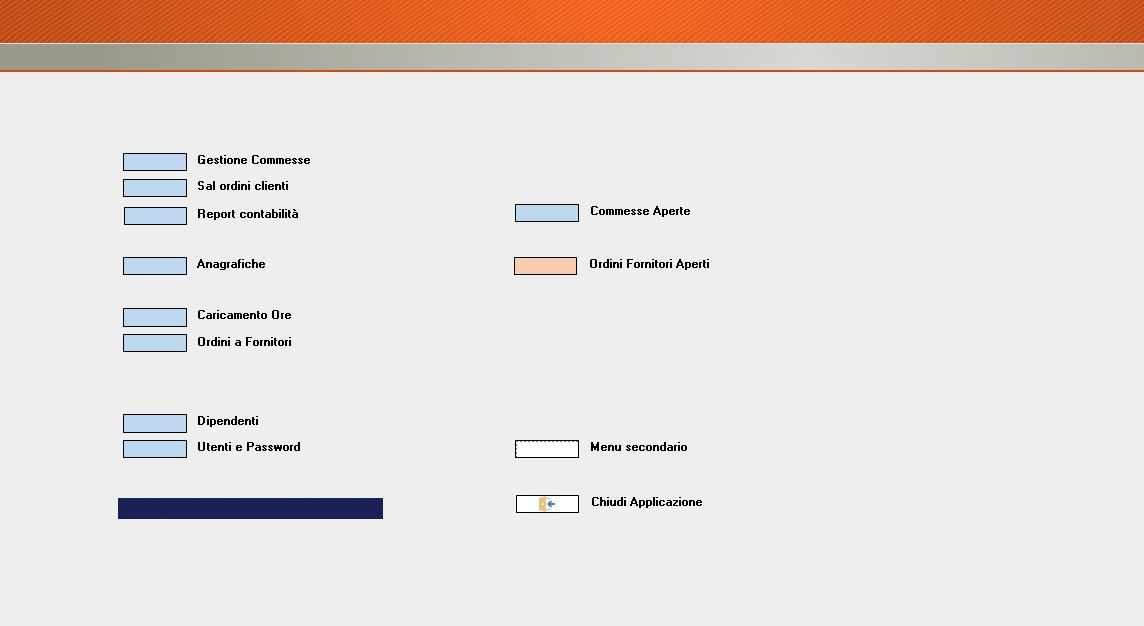 Gestione Commesse
Sal ordini clienti
Report contabilità
Commesse Aperte
Anagrafiche
Ordini Fornitori Aperti
Caricamento Ore
Ordini a Fornitori
Dipendenti
Utenti e Password
Menu secondario
Chiudi Applicazione